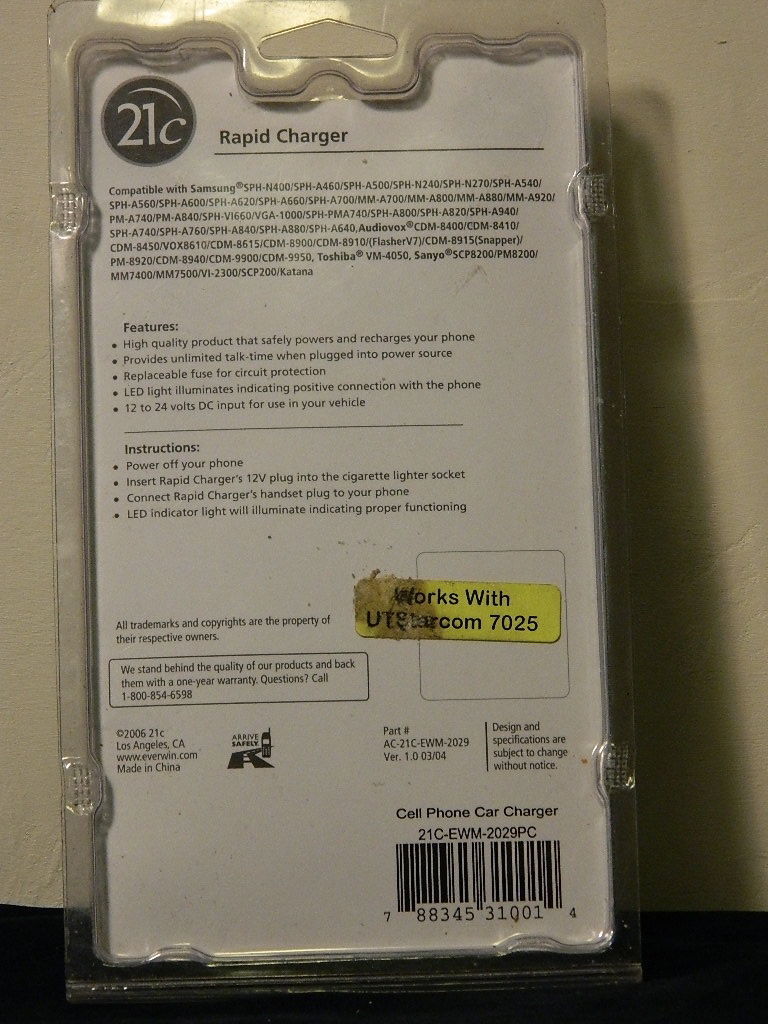 21c
Rapid Charger
Compatible with Samsung®SPH-N400/SPH-A460/SPH-A500/SPH-N240/SPH-N270/SPH-A540/
SPH-A560/SPH-A600/SPH-A620/SPH-A660/SPH-A700/MM-A700/MM-A800/MM-A880/MM-A920/
PM-A740/PM-A840/SPH-VI660/VGA-1000/SPH-PMA740/SPH-A800/SPH-A820/SPH-A940/
SPH-A740/SPH-A760/SPH-A840/SPH-A880/SPH-A640,Audiovox®CDM-8400/CDM-8410/
CDM-8450/VOX8610/CDM-8615/CDM-8900/CDM-8910/(FlasherV7)/CDM-8915(Snapper)/
PM-8920/CDM-8940/CDM-9900/CDM-9950, Toshiba® VM-4050, Sanyo®SCP8200/PM8200/
MM7400/MM7500/VI-2300/SCP200/Katana
Features:
• High quality product that safely powers and recharges your phone
• Provides unlimited talk-time when plugged into power source
• Replaceable fuse for circuit protection
• LED light illuminates indicating positive connection with the phone
• 12 to 24 volts DC input for use in your vehicle
Instructions:
• Power off your phone
• Insert Rapid Charger's 12V plug into the cigarette lighter socket
• Connect Rapid Charger's handset plug to your phone
• LED indicator light will illuminate indicating proper functioning
Works With
UTStarcom 7025
All trademarks and copyrights are the property of
their respective owners.
We stand behind the quality of our products and back
them with a one-year warranty. Questions? Call
1-800-854-6598
©2006 21c
Los Angeles, CA
www.everwin.com
Made in China
ARRIVE
SAFELY
Part #
AC-21C-EWM-2029
Ver. 1.0 03/04
Design and
specifications are
subject to change
without notice.
Cell Phone Car Charger
21C-EWM-2029PC
7 88345 31001 4